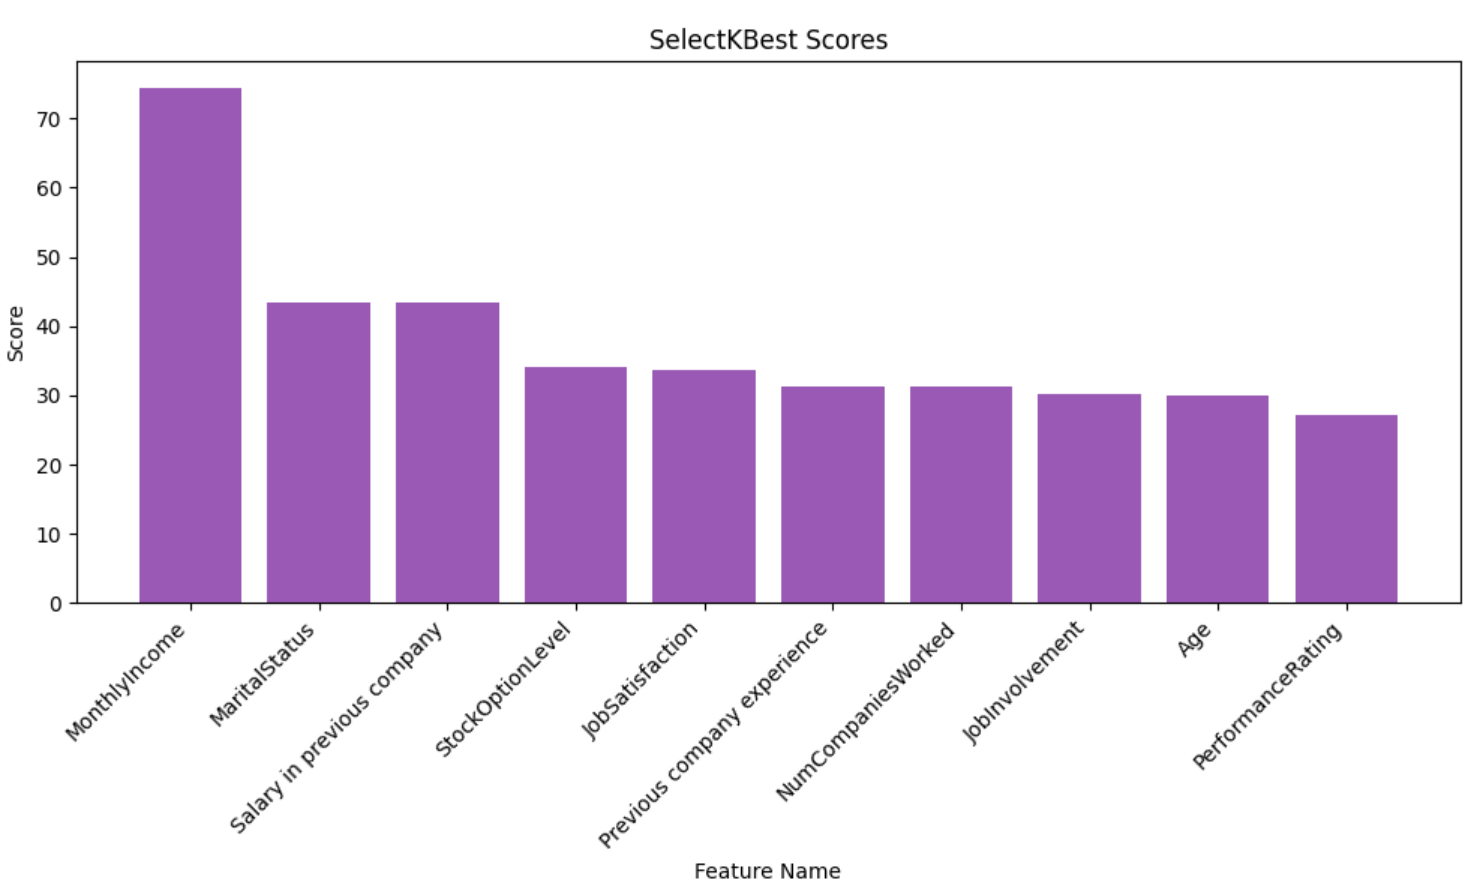 SelectKBest Scores
Score
70
60
50
40
30
20
10
0
MonthlyIncome
MaritalStatus
Salary in previous company
StockOptionLevel
JobSatisfaction
Previous company experience
NumCompaniesWorked
JobInvolvement
Age
PerformanceRating
Feature Name